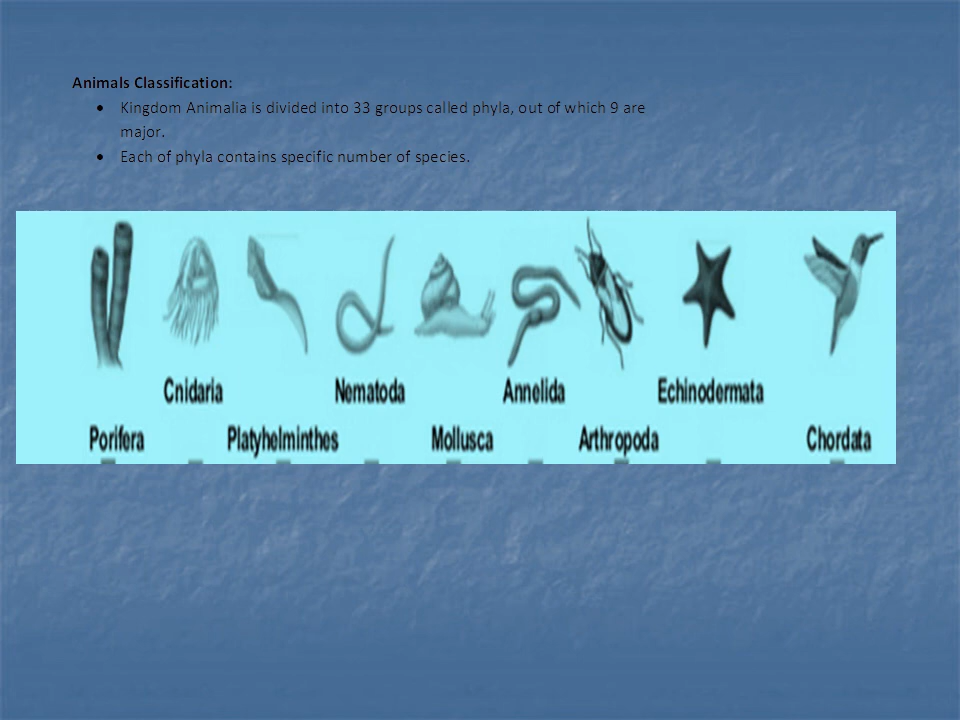 Animals Classification:
• Kingdom Animalia is divided into 33 groups called phyla, out of which 9 are
major.
• Each of phyla contains specific number of species.
Cnidaria Nematoda Annelida Echinodermata
Porifera Platyhelminthes Mollusca Arthropoda Chordata